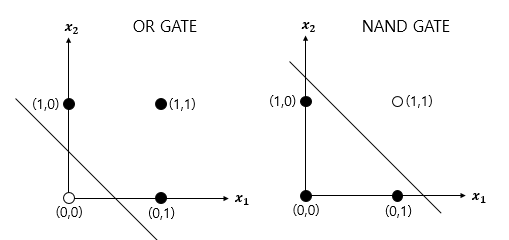 x₂ OR GATE
(1,0) (1,1)
x₁
(0,0) (0,1)
x₂ NAND GATE
(1,0) (1,1)
x₁
(0,0) (0,1)